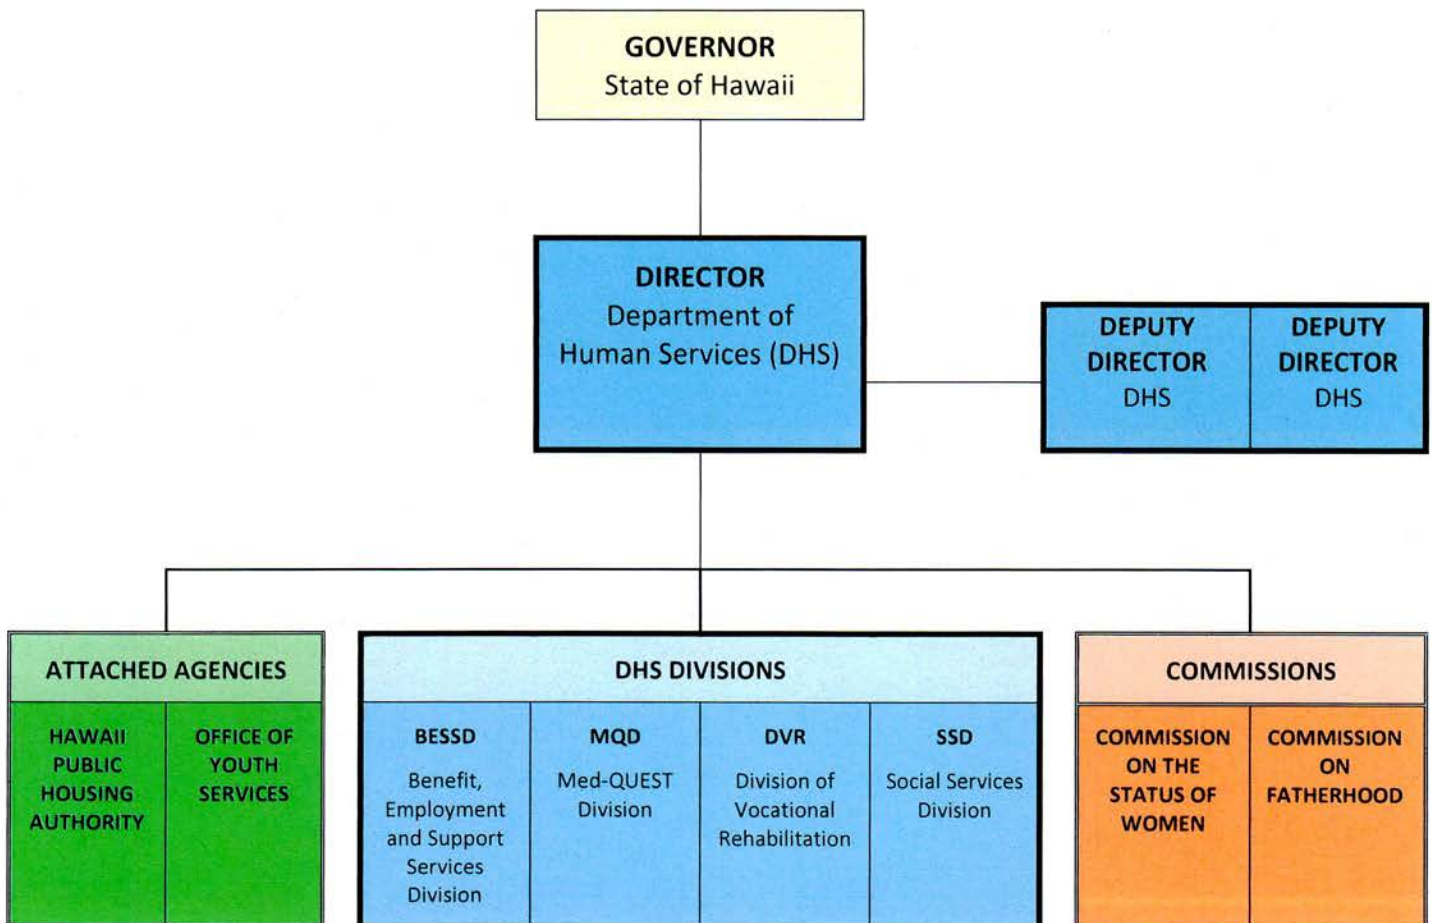 GOVERNOR
State of Hawaii
DIRECTOR
Department of
Human Services (DHS)
DEPUTY
DIRECTOR
DHS
DEPUTY
DIRECTOR
DHS
ATTACHED AGENCIES
HAWAII
PUBLIC
HOUSING
AUTHORITY
OFFICE OF
YOUTH
SERVICES
DHS DIVISIONS
BESSD
Benefit,
Employment
and Support
Services
Division
MQD
Med-QUEST
Division
DVR
Division of
Vocational
Rehabilitation
SSD
Social Services
Division
COMMISSIONS
COMMISSION
ON THE
STATUS OF
WOMEN
COMMISSION
ON
FATHERHOOD